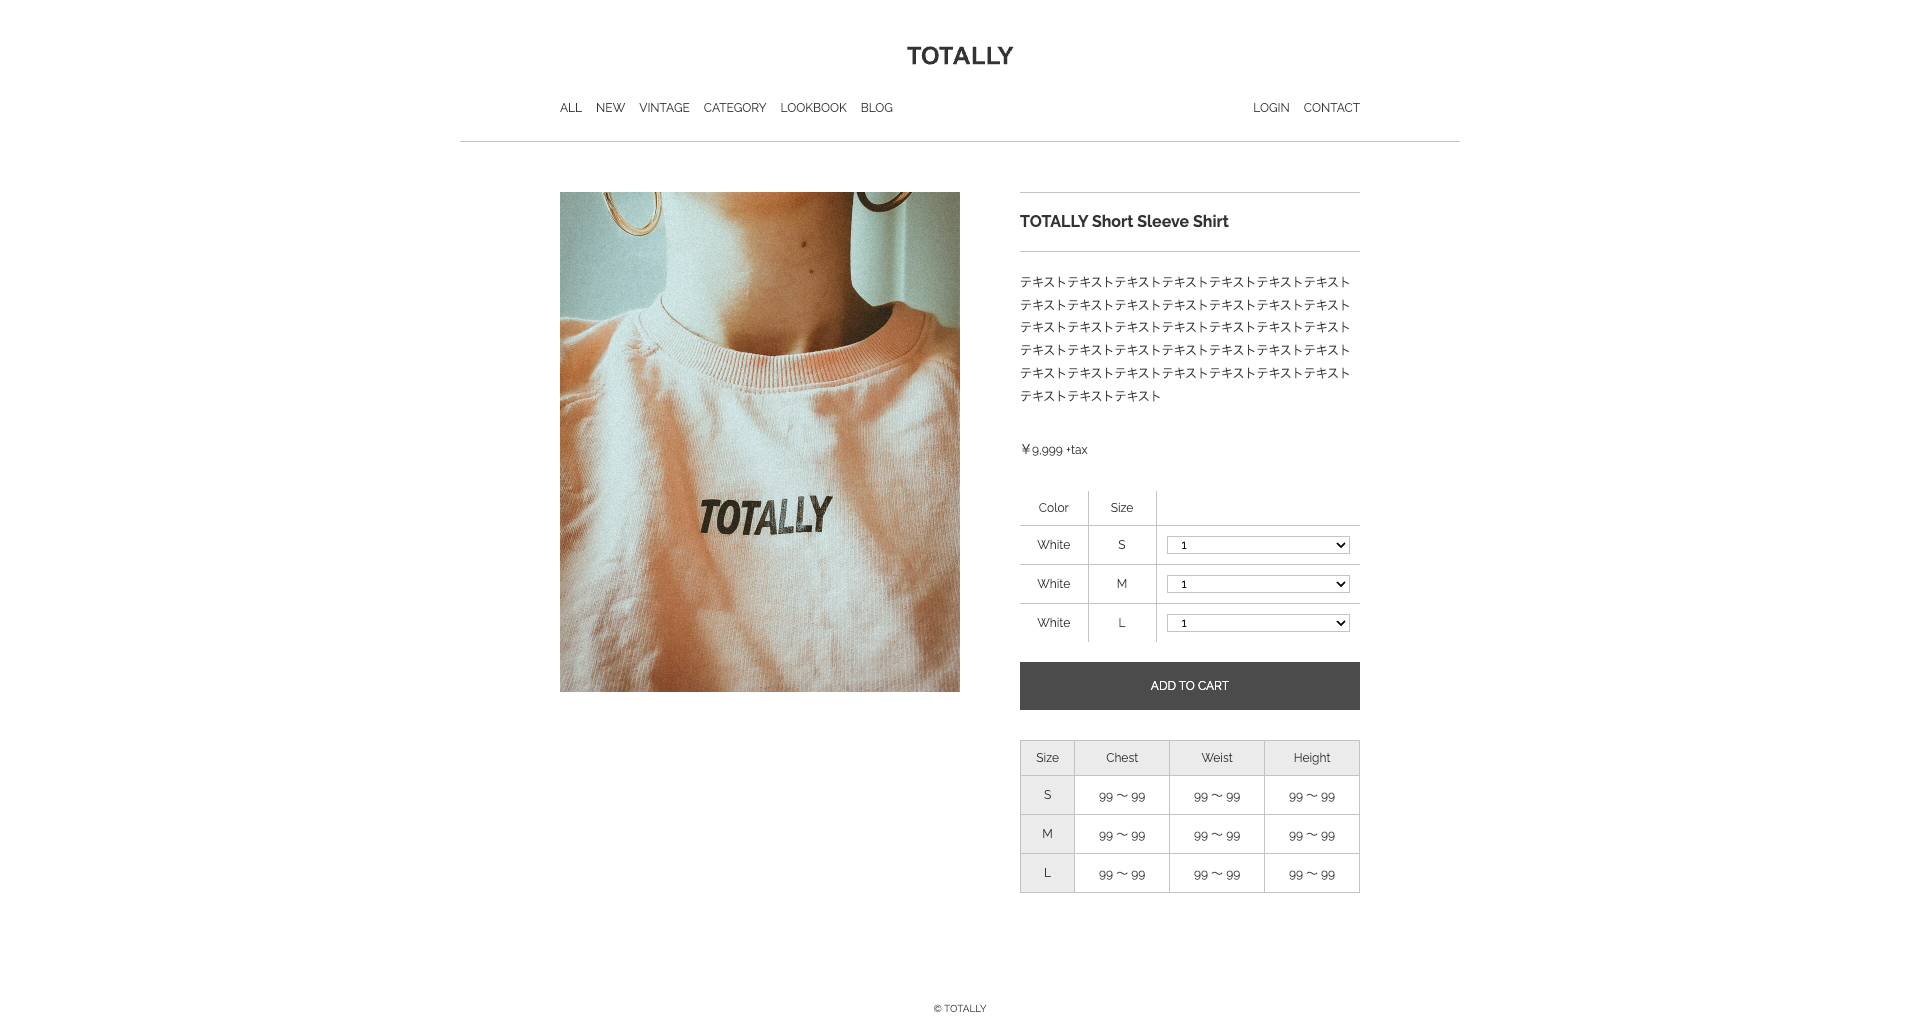 TOTALLY
ALL NEW VINTAGE CATEGORY LOOKBOOK BLOG LOGIN CONTACT
TOTALLY
TOTALLY Short Sleeve Shirt
テキストテキストテキストテキストテキストテキストテキスト
テキストテキストテキストテキストテキストテキストテキスト
テキストテキストテキストテキストテキストテキストテキスト
テキストテキストテキストテキストテキストテキストテキスト
テキストテキストテキストテキストテキストテキストテキスト
テキストテキストテキスト
￥9,999 +tax
Color Size
White S 1
White M 1
White L 1
ADD TO CART
Size Chest Weist Height
S 99 〜 99 99 〜 99 99 〜 99
M 99 〜 99 99 〜 99 99 〜 99
L 99 〜 99 99 〜 99 99 〜 99
© TOTALLY